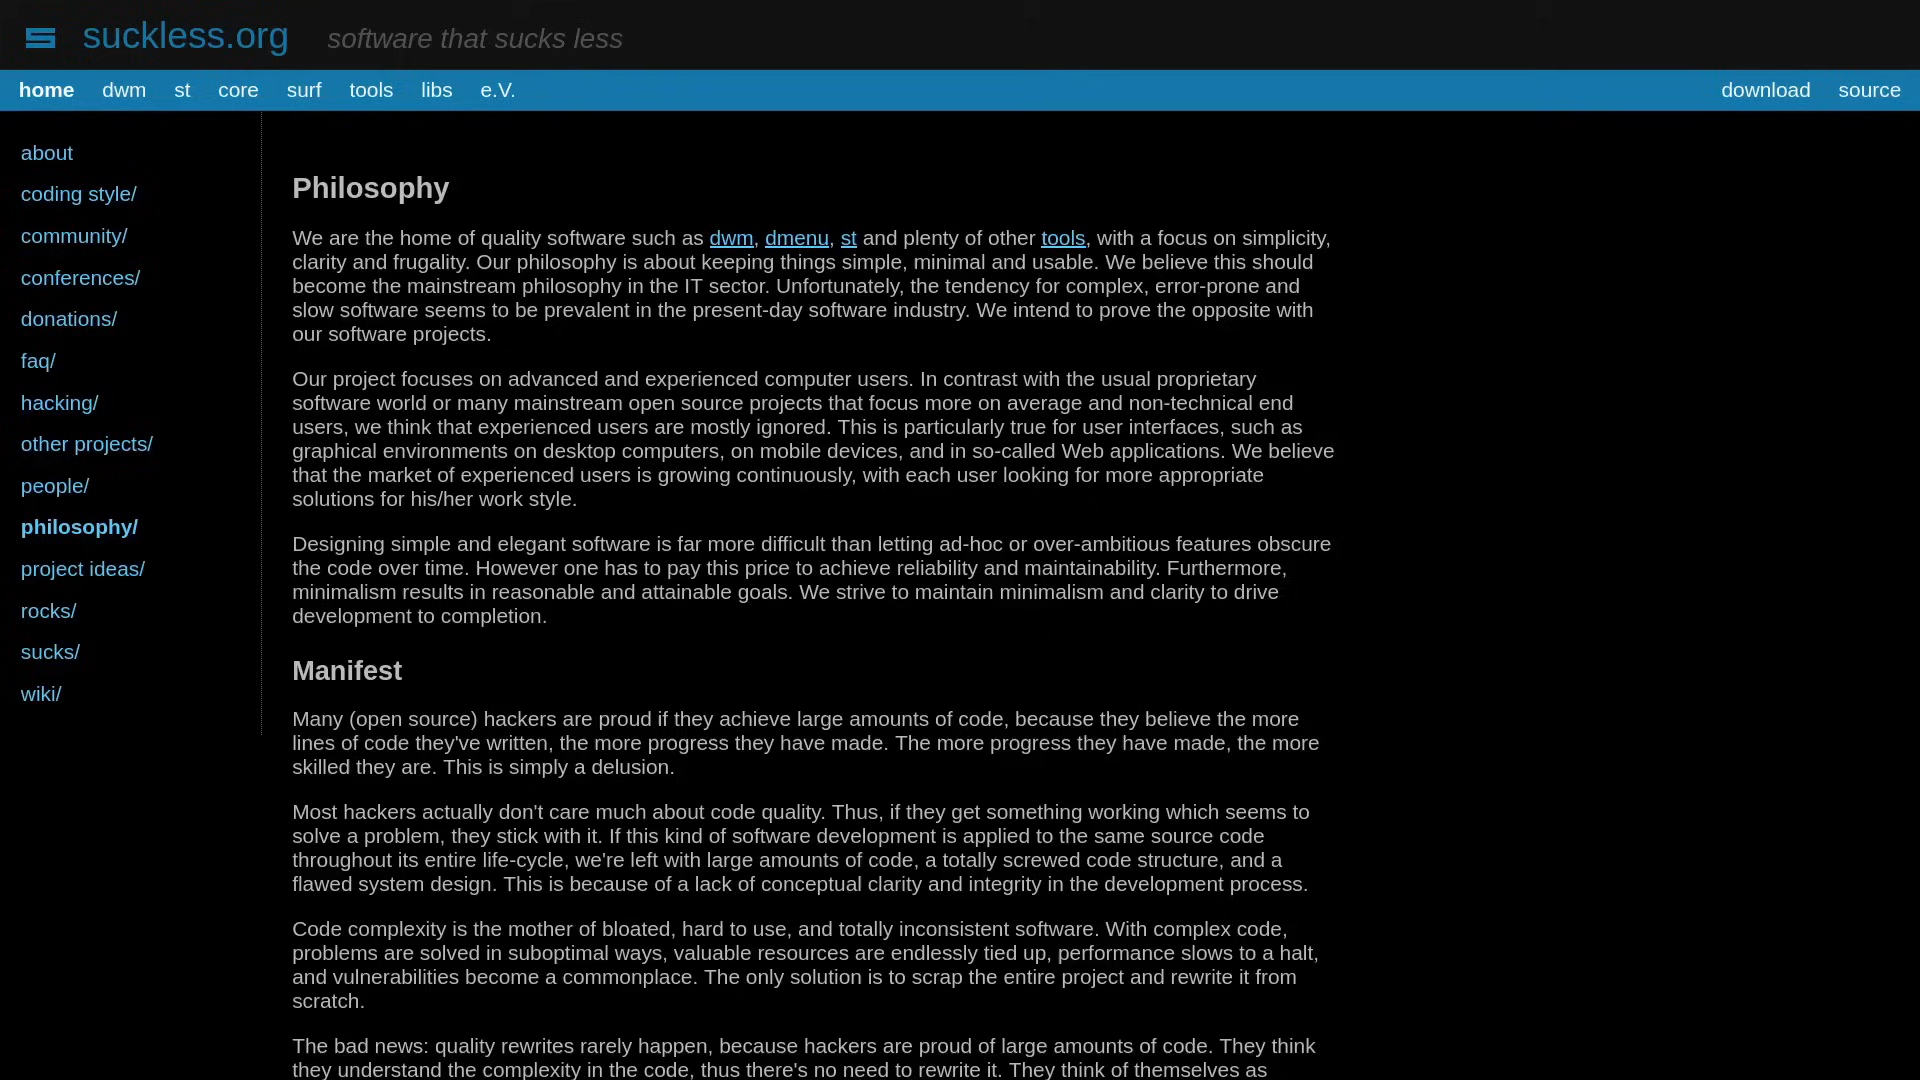 suckless.org software that sucks less
home dwm st core surf tools libs e.V. download source
about
coding style/
community/
conferences/
donations/
faq/
hacking/
other projects/
people/
philosophy/
project ideas/
rocks/
sucks/
wiki/
Philosophy
We are the home of quality software such as dwm, dmenu, st and plenty of other tools, with a focus on simplicity,
clarity and frugality. Our philosophy is about keeping things simple, minimal and usable. We believe this should
become the mainstream philosophy in the IT sector. Unfortunately, the tendency for complex, error-prone and
slow software seems to be prevalent in the present-day software industry. We intend to prove the opposite with
our software projects.
Our project focuses on advanced and experienced computer users. In contrast with the usual proprietary
software world or many mainstream open source projects that focus more on average and non-technical end
users, we think that experienced users are mostly ignored. This is particularly true for user interfaces, such as
graphical environments on desktop computers, on mobile devices, and in so-called Web applications. We believe
that the market of experienced users is growing continuously, with each user looking for more appropriate
solutions for his/her work style.
Designing simple and elegant software is far more difficult than letting ad-hoc or over-ambitious features obscure
the code over time. However one has to pay this price to achieve reliability and maintainability. Furthermore,
minimalism results in reasonable and attainable goals. We strive to maintain minimalism and clarity to drive
development to completion.
Manifest
Many (open source) hackers are proud if they achieve large amounts of code, because they believe the more
lines of code they've written, the more progress they have made. The more progress they have made, the more
skilled they are. This is simply a delusion.
Most hackers actually don't care much about code quality. Thus, if they get something working which seems to
solve a problem, they stick with it. If this kind of software development is applied to the same source code
throughout its entire life-cycle, we're left with large amounts of code, a totally screwed code structure, and a
flawed system design. This is because of a lack of conceptual clarity and integrity in the development process.
Code complexity is the mother of bloated, hard to use, and totally inconsistent software. With complex code,
problems are solved in suboptimal ways, valuable resources are endlessly tied up, performance slows to a halt,
and vulnerabilities become a commonplace. The only solution is to scrap the entire project and rewrite it from
scratch.
The bad news: quality rewrites rarely happen, because hackers are proud of large amounts of code. They think
they understand the complexity in the code, thus there's no need to rewrite it. They think of themselves as